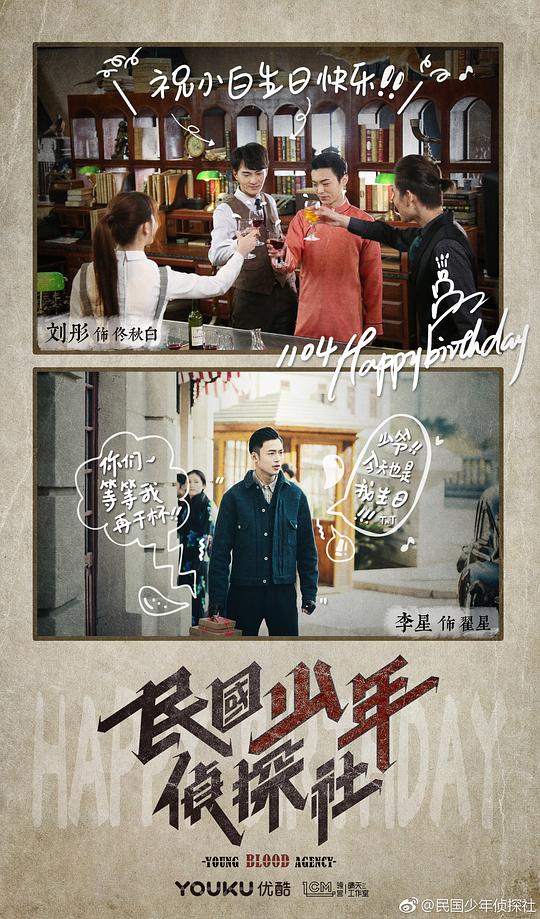 祝小白生日快乐!!
刘彤 饰 佟秋白
1104 Happy birthday
你们~
等等我
再干杯!!
少爷!!
今天也是
我生日
!!! T.T
李星 饰 翟星
HAPPY BIRTHDAY
民國少年
偵探社
-YOUNG BLOOD AGENCY-
YOUKU 优酷
@民国少年侦探社